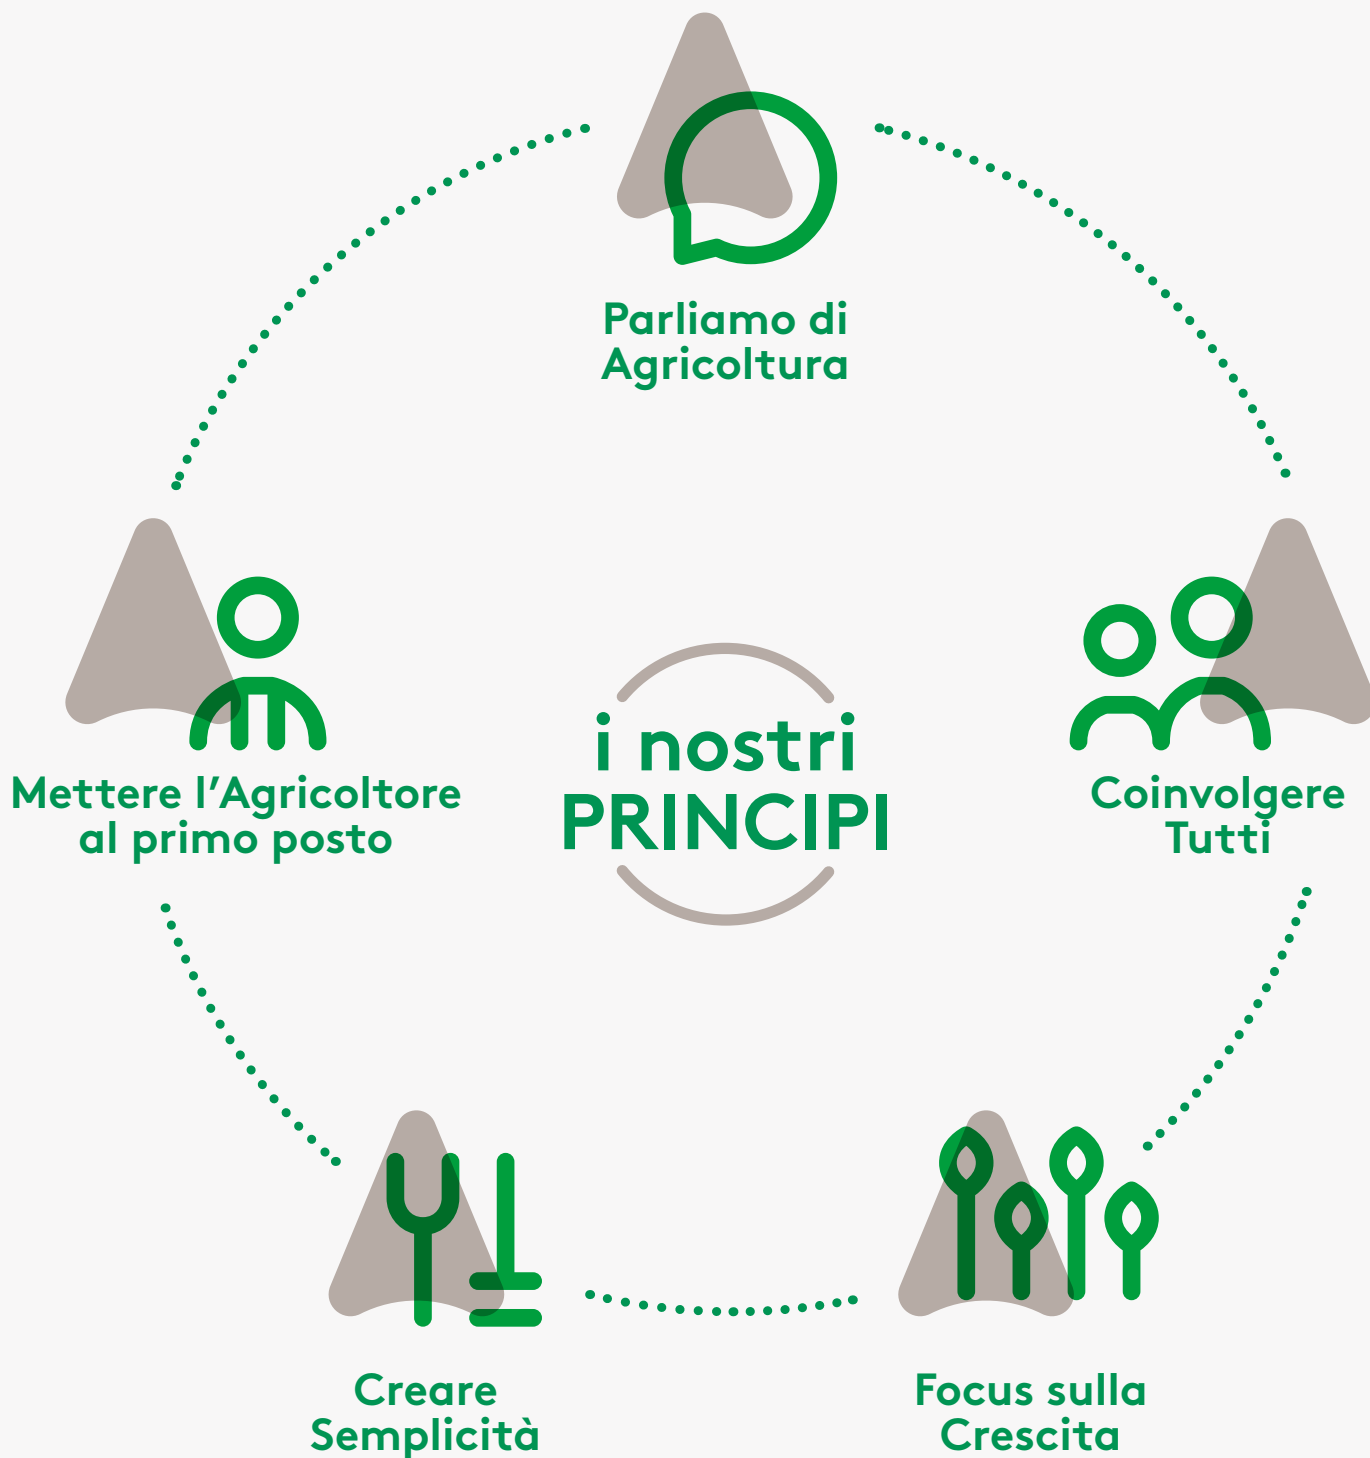 Parliamo di
Agricoltura
Mettere l’Agricoltore
al primo posto
i nostri
PRINCIPI
Coinvolgere
Tutti
Creare
Semplicità
Focus sulla
Crescita